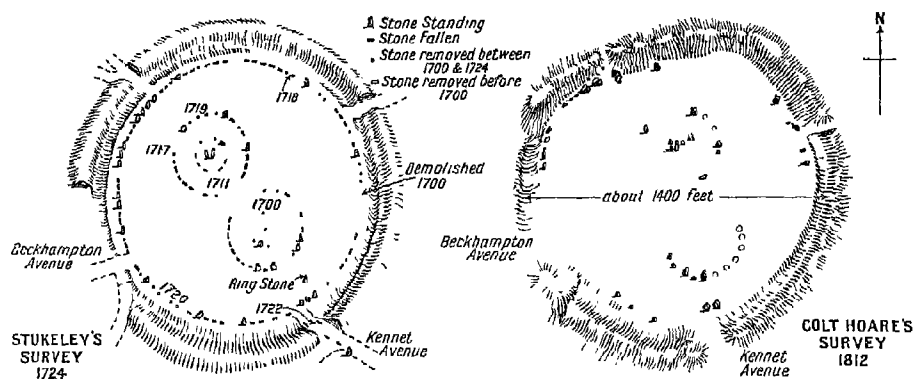 Stone Standing
Stone Fallen
Stone removed between
1700 & 1724
Stone removed before
1700
N
1718
1719
1717
1711
1700
Demolished
1700
Beckhampton
Avenue
Ring Stone
1720
1722
Kennet
Avenue
STUKELEY'S
SURVEY
1724
about 1400 feet
Beckhampton
Avenue
Kennet
Avenue
COLT HOARE'S
SURVEY
1812